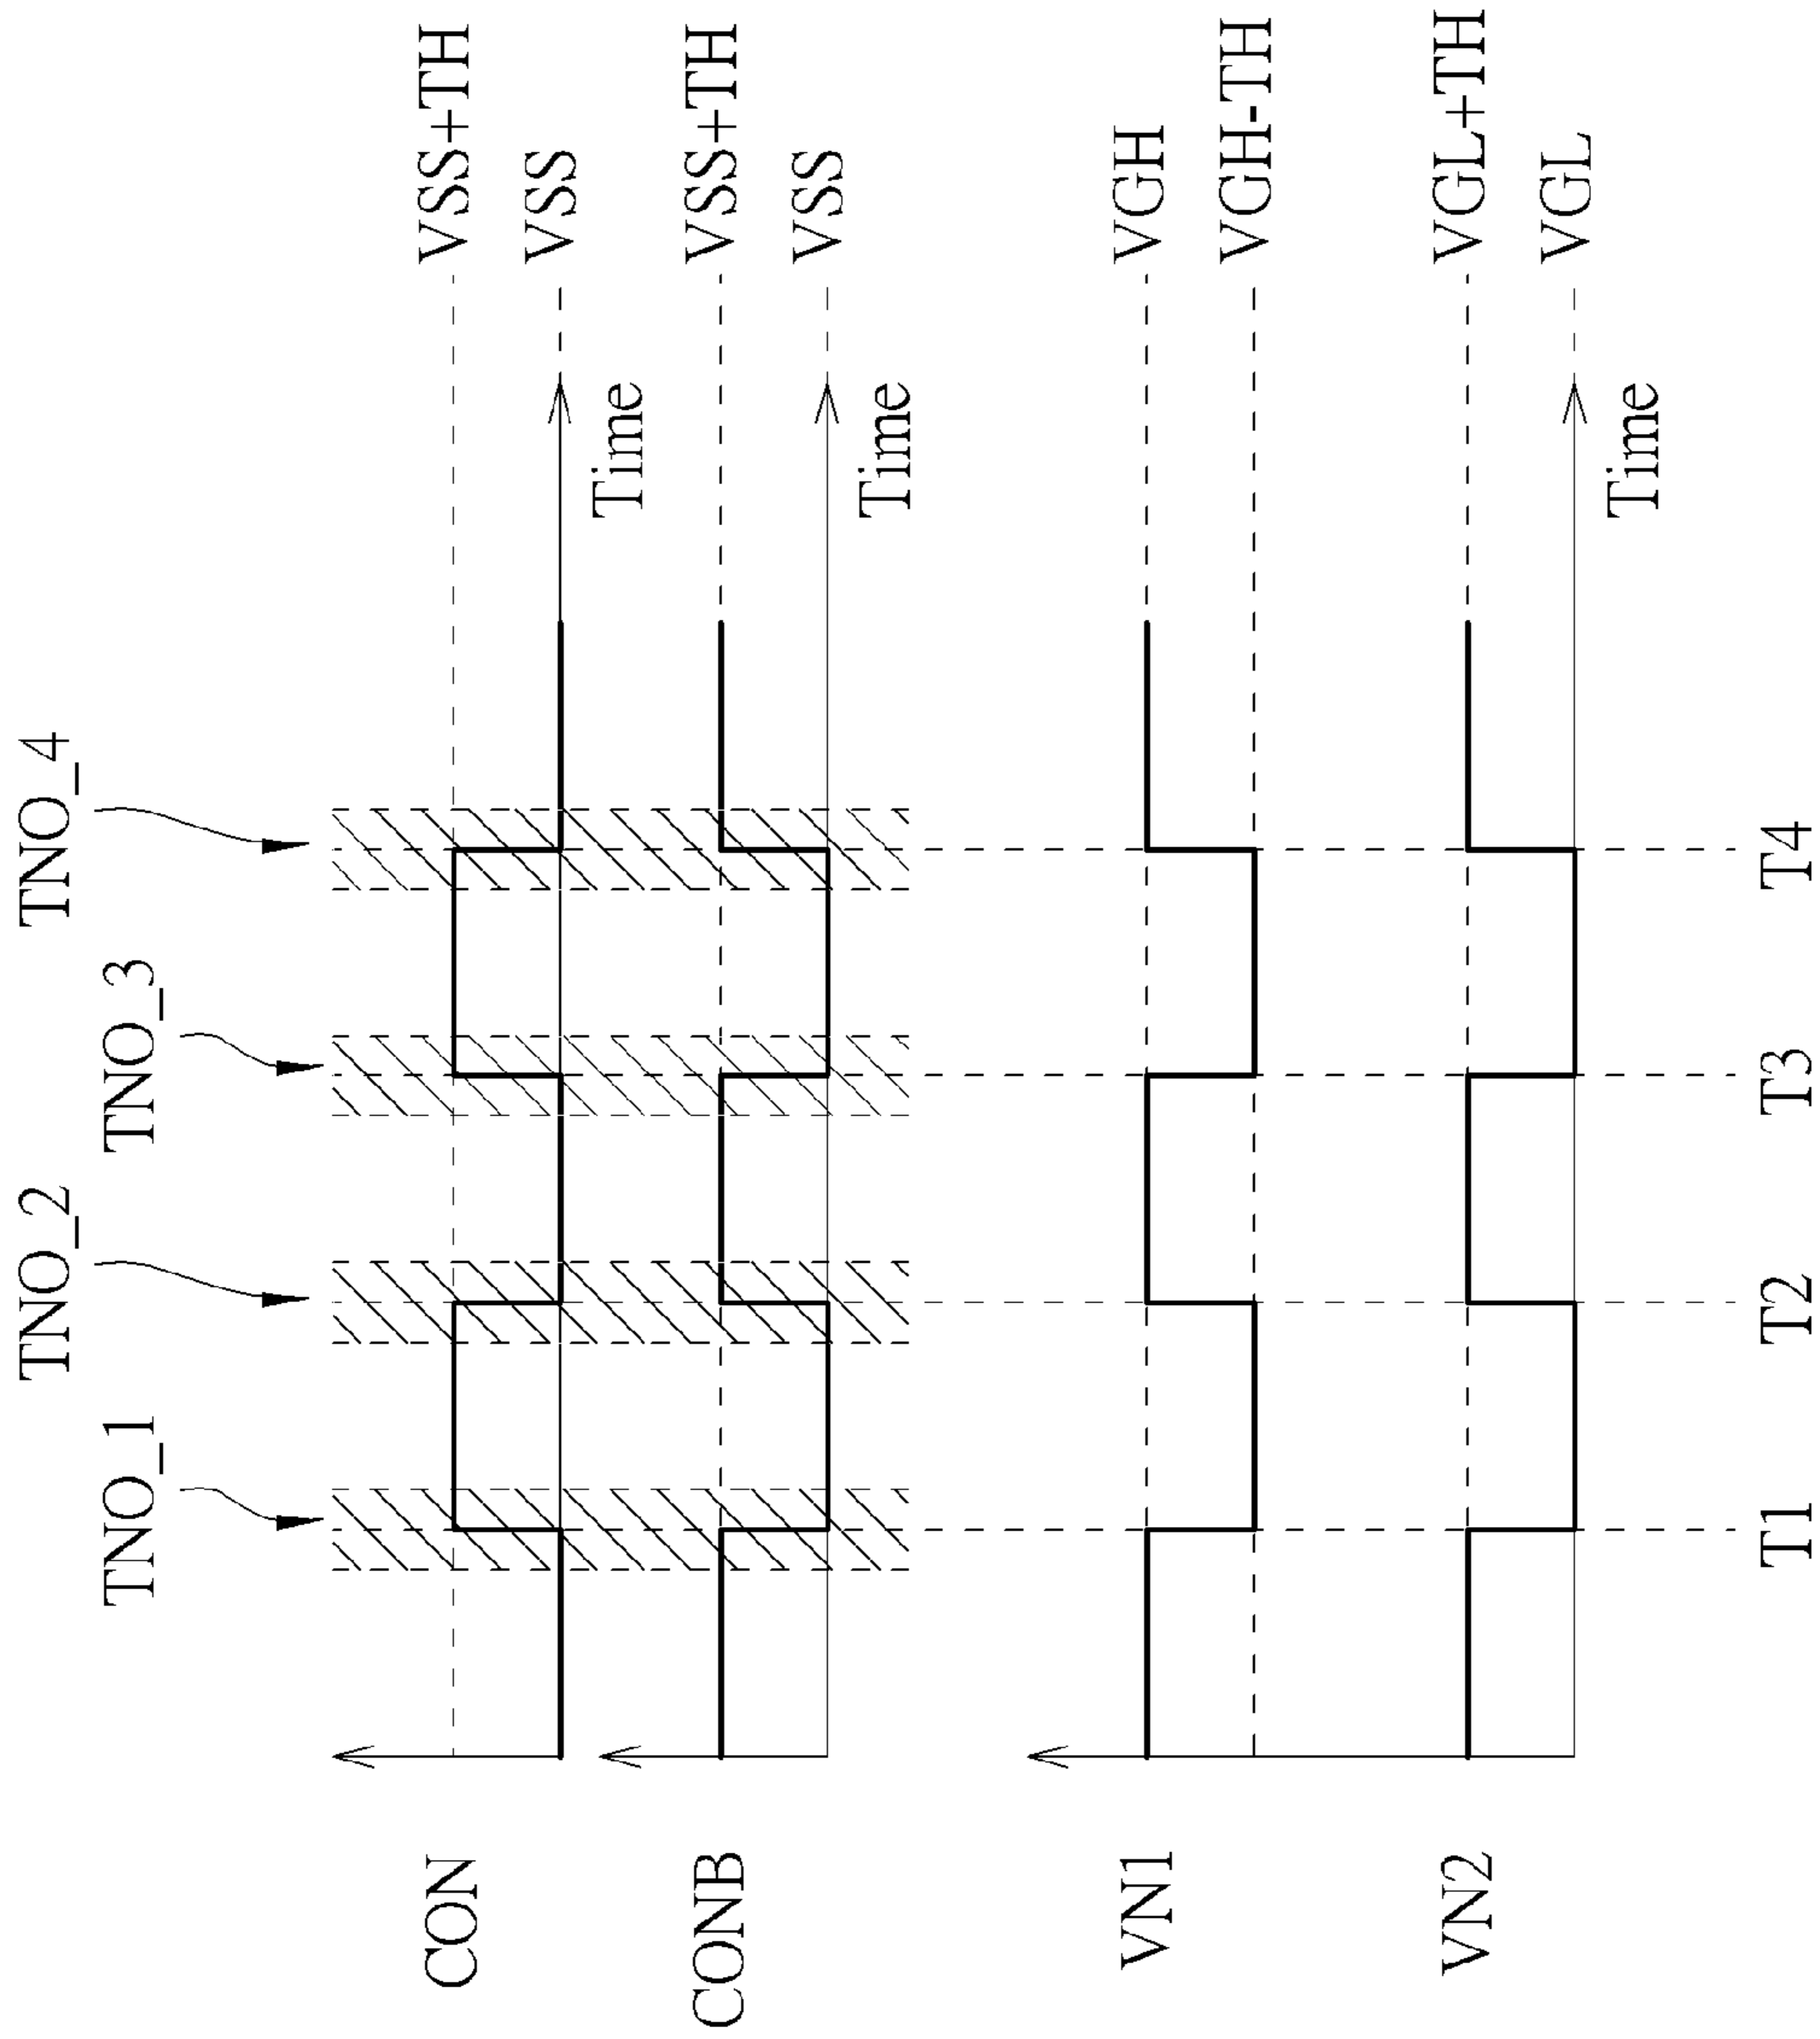 TNO_1
TNO_2
TNO_3
TNO_4
CON
VSS+TH
VSS
Time
CONB
VSS+TH
VSS
Time
VN1
VGH
VGH-TH
VN2
VGL+TH
VGL
Time
T1
T2
T3
T4